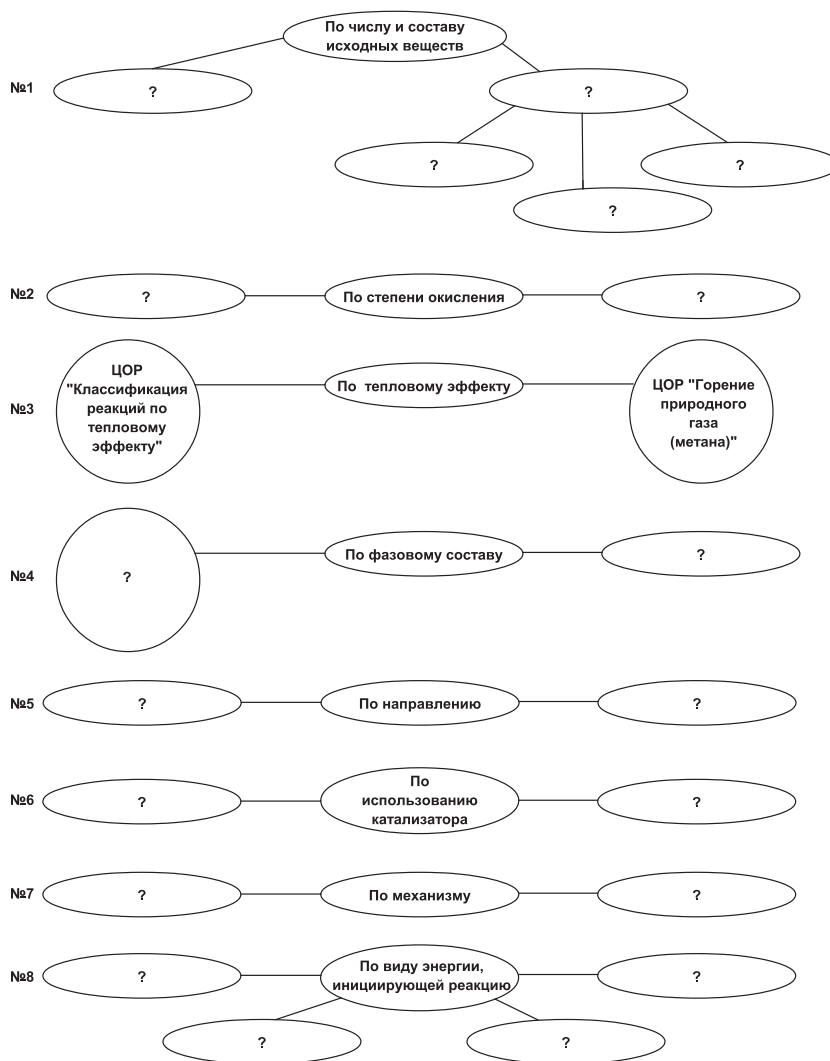 По числу и составу
исходных веществ
№1
?
?
?
?
?
№2
?
По степени окисления
?
№3
ЦОР
"Классификация
реакций по
тепловому
эффекту"
По тепловому эффекту
ЦОР "Горение
природного
газа
(метана)"
№4
?
По фазовому составу
?
№5
?
По направлению
?
№6
?
По
использованию
катализатора
?
№7
?
По механизму
?
№8
?
По виду энергии,
инициирующей реакцию
?
?
?